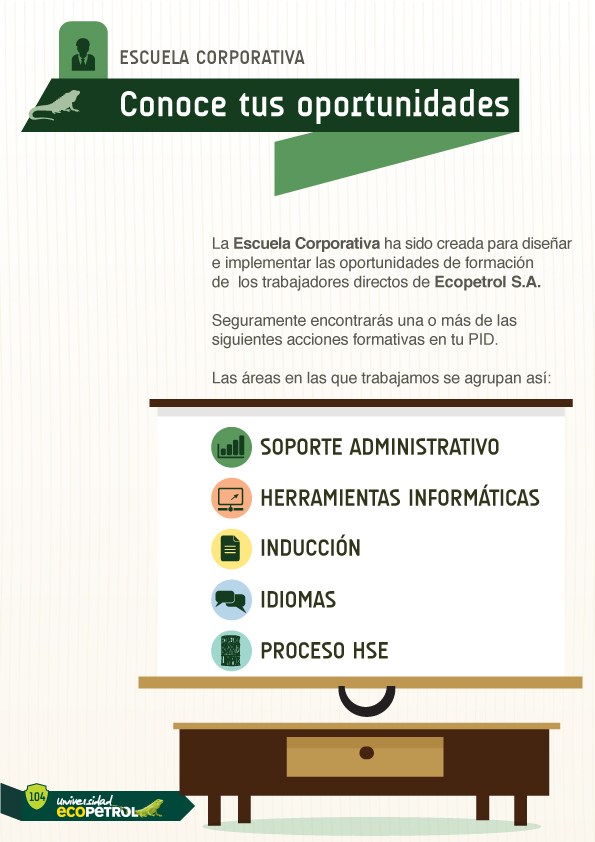 ESCUELA CORPORATIVA
Conoce tus oportunidades
La Escuela Corporativa ha sido creada para diseñar
e implementar las oportunidades de formación
de los trabajadores directos de Ecopetrol S.A.
Seguramente encontrarás una o más de las
siguientes acciones formativas en tu PID.
Las áreas en las que trabajamos se agrupan así:
SOPORTE ADMINISTRATIVO
HERRAMIENTAS INFORMÁTICAS
INDUCCIÓN
IDIOMAS
PROCESO HSE
104
universidad
ecopetrol